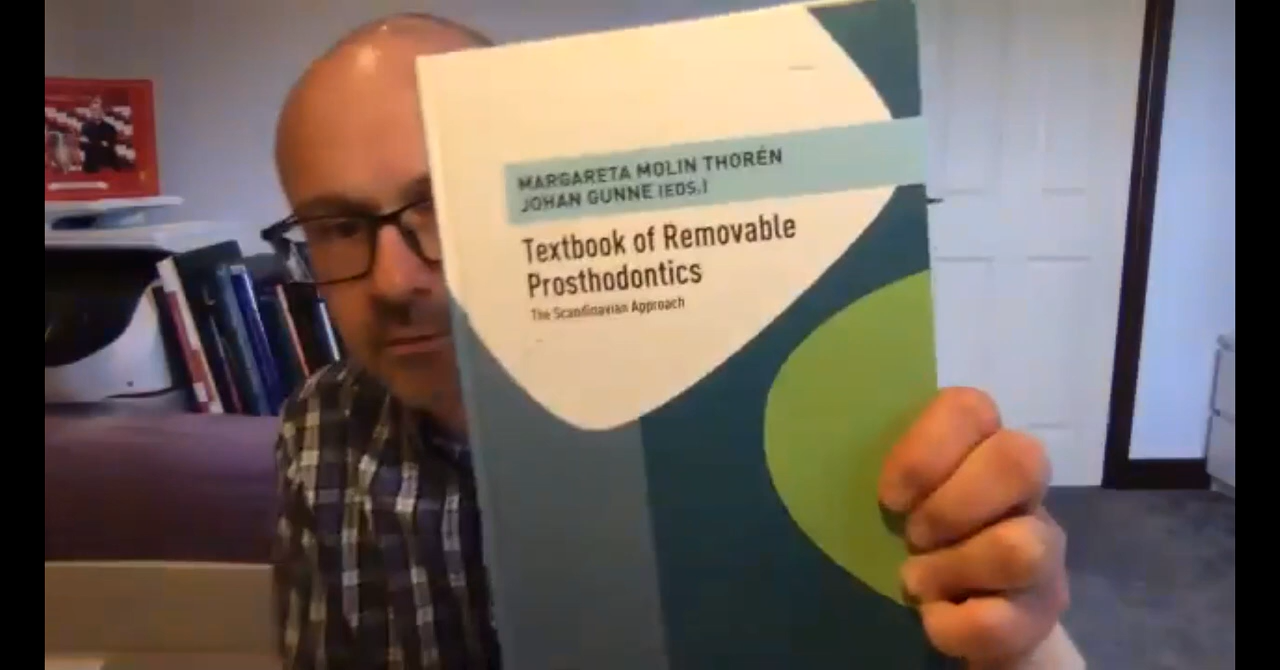 MARGARETA MOLIN THORÉN
JOHAN GUNNE (EDS.)
Textbook of Removable
Prosthodontics
The Scandinavian Approach